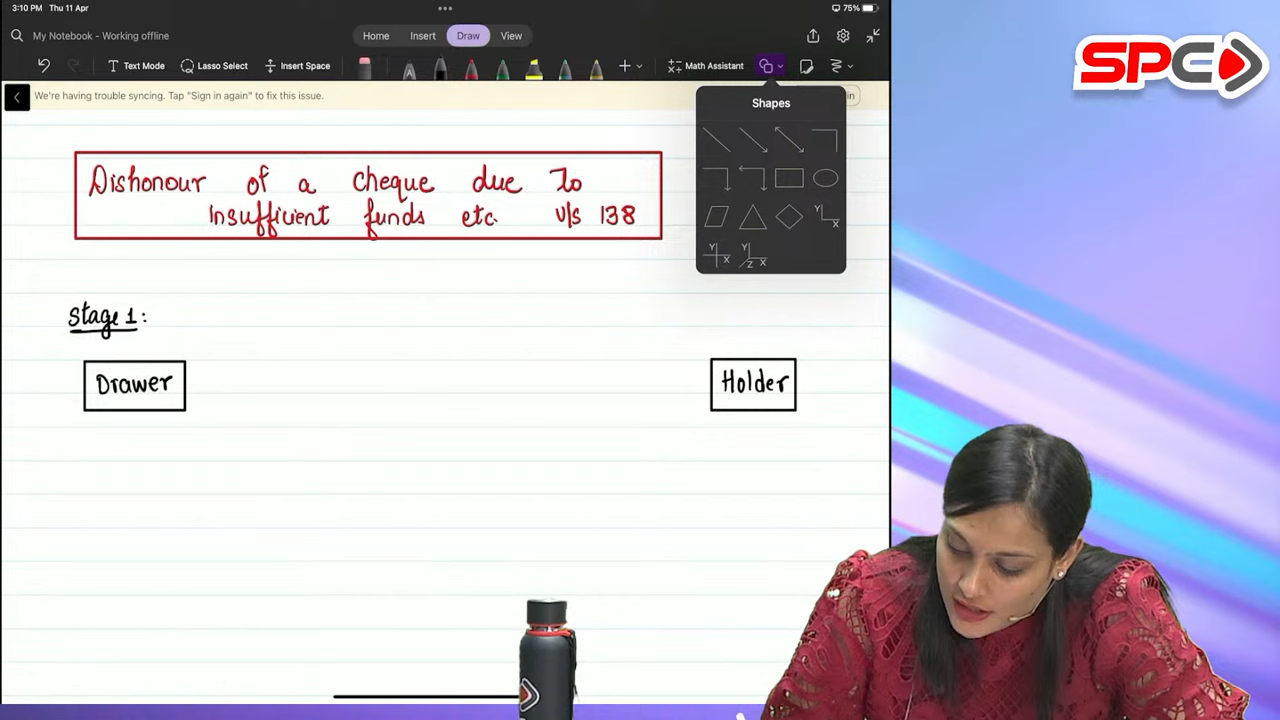 3:10 PM Thu 11 Apr
75%
My Notebook - Working offline
Home Insert Draw View
Text Mode Lasso Select Insert Space Math Assistant
We're having trouble syncing. Tap "Sign in again" to fix this issue.
in
Shapes
Y X
Y X
Y Z X
Dishonour of a cheque due To
Insufficient funds etc. U/S 138
Stage 1:
Drawer
Holder
SPC